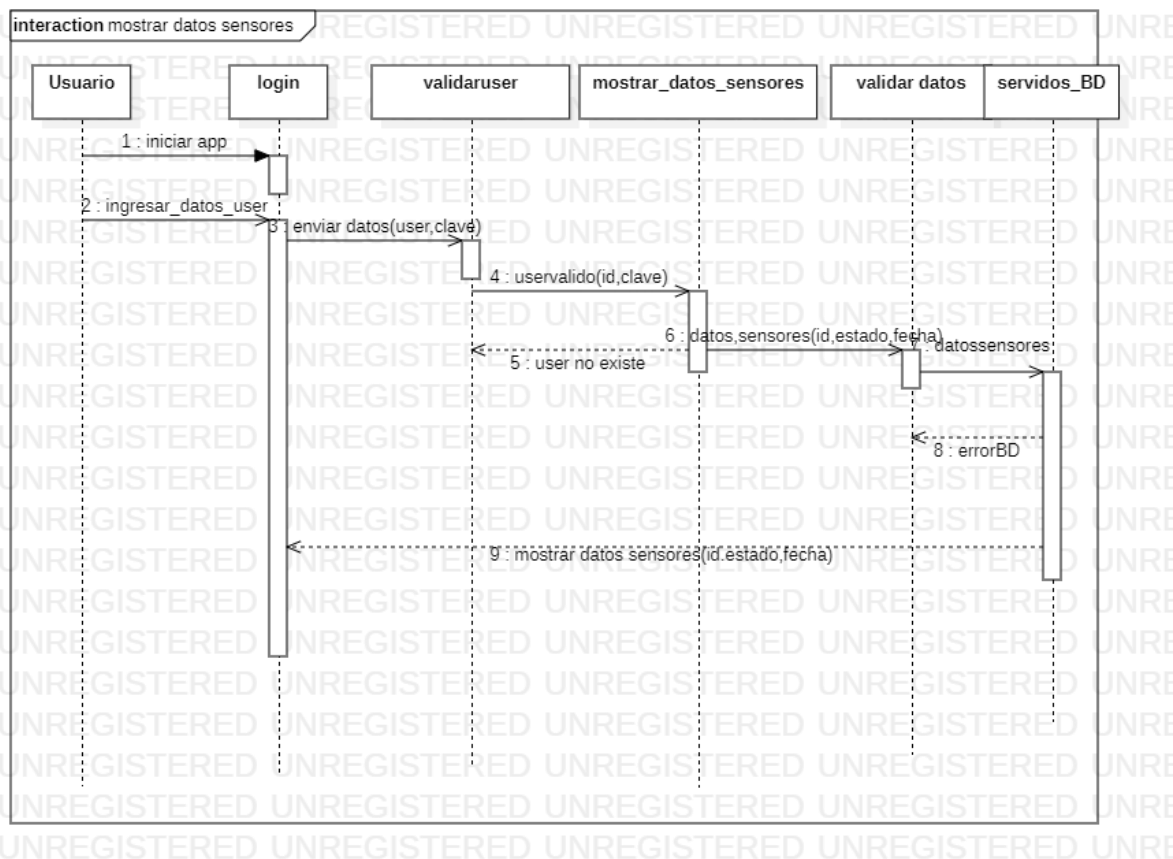 interaction mostrar datos sensores
Usuario
login
validaruser
mostrar_datos_sensores
validar datos
servidos_BD
1 : iniciar app
2 : ingresar_datos_user
3 : enviar datos(user,clave)
4 : uservalido(id,clave)
6 : datos,sensores(id,estado,fecha)
7 : datossensores
5 : user no existe
8 : errorBD
9 : mostrar datos sensores(id.estado,fecha)
UNREGISTERED